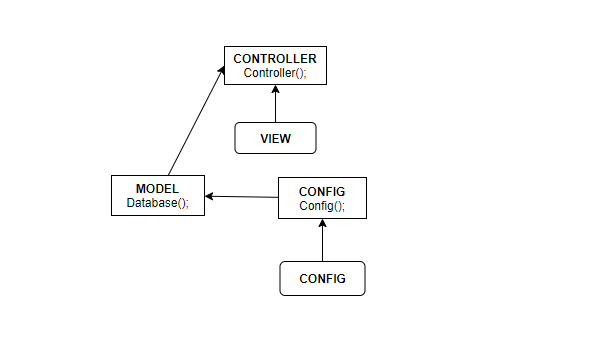 CONTROLLER
Controller();
VIEW
MODEL
Database();
CONFIG
Config();
CONFIG